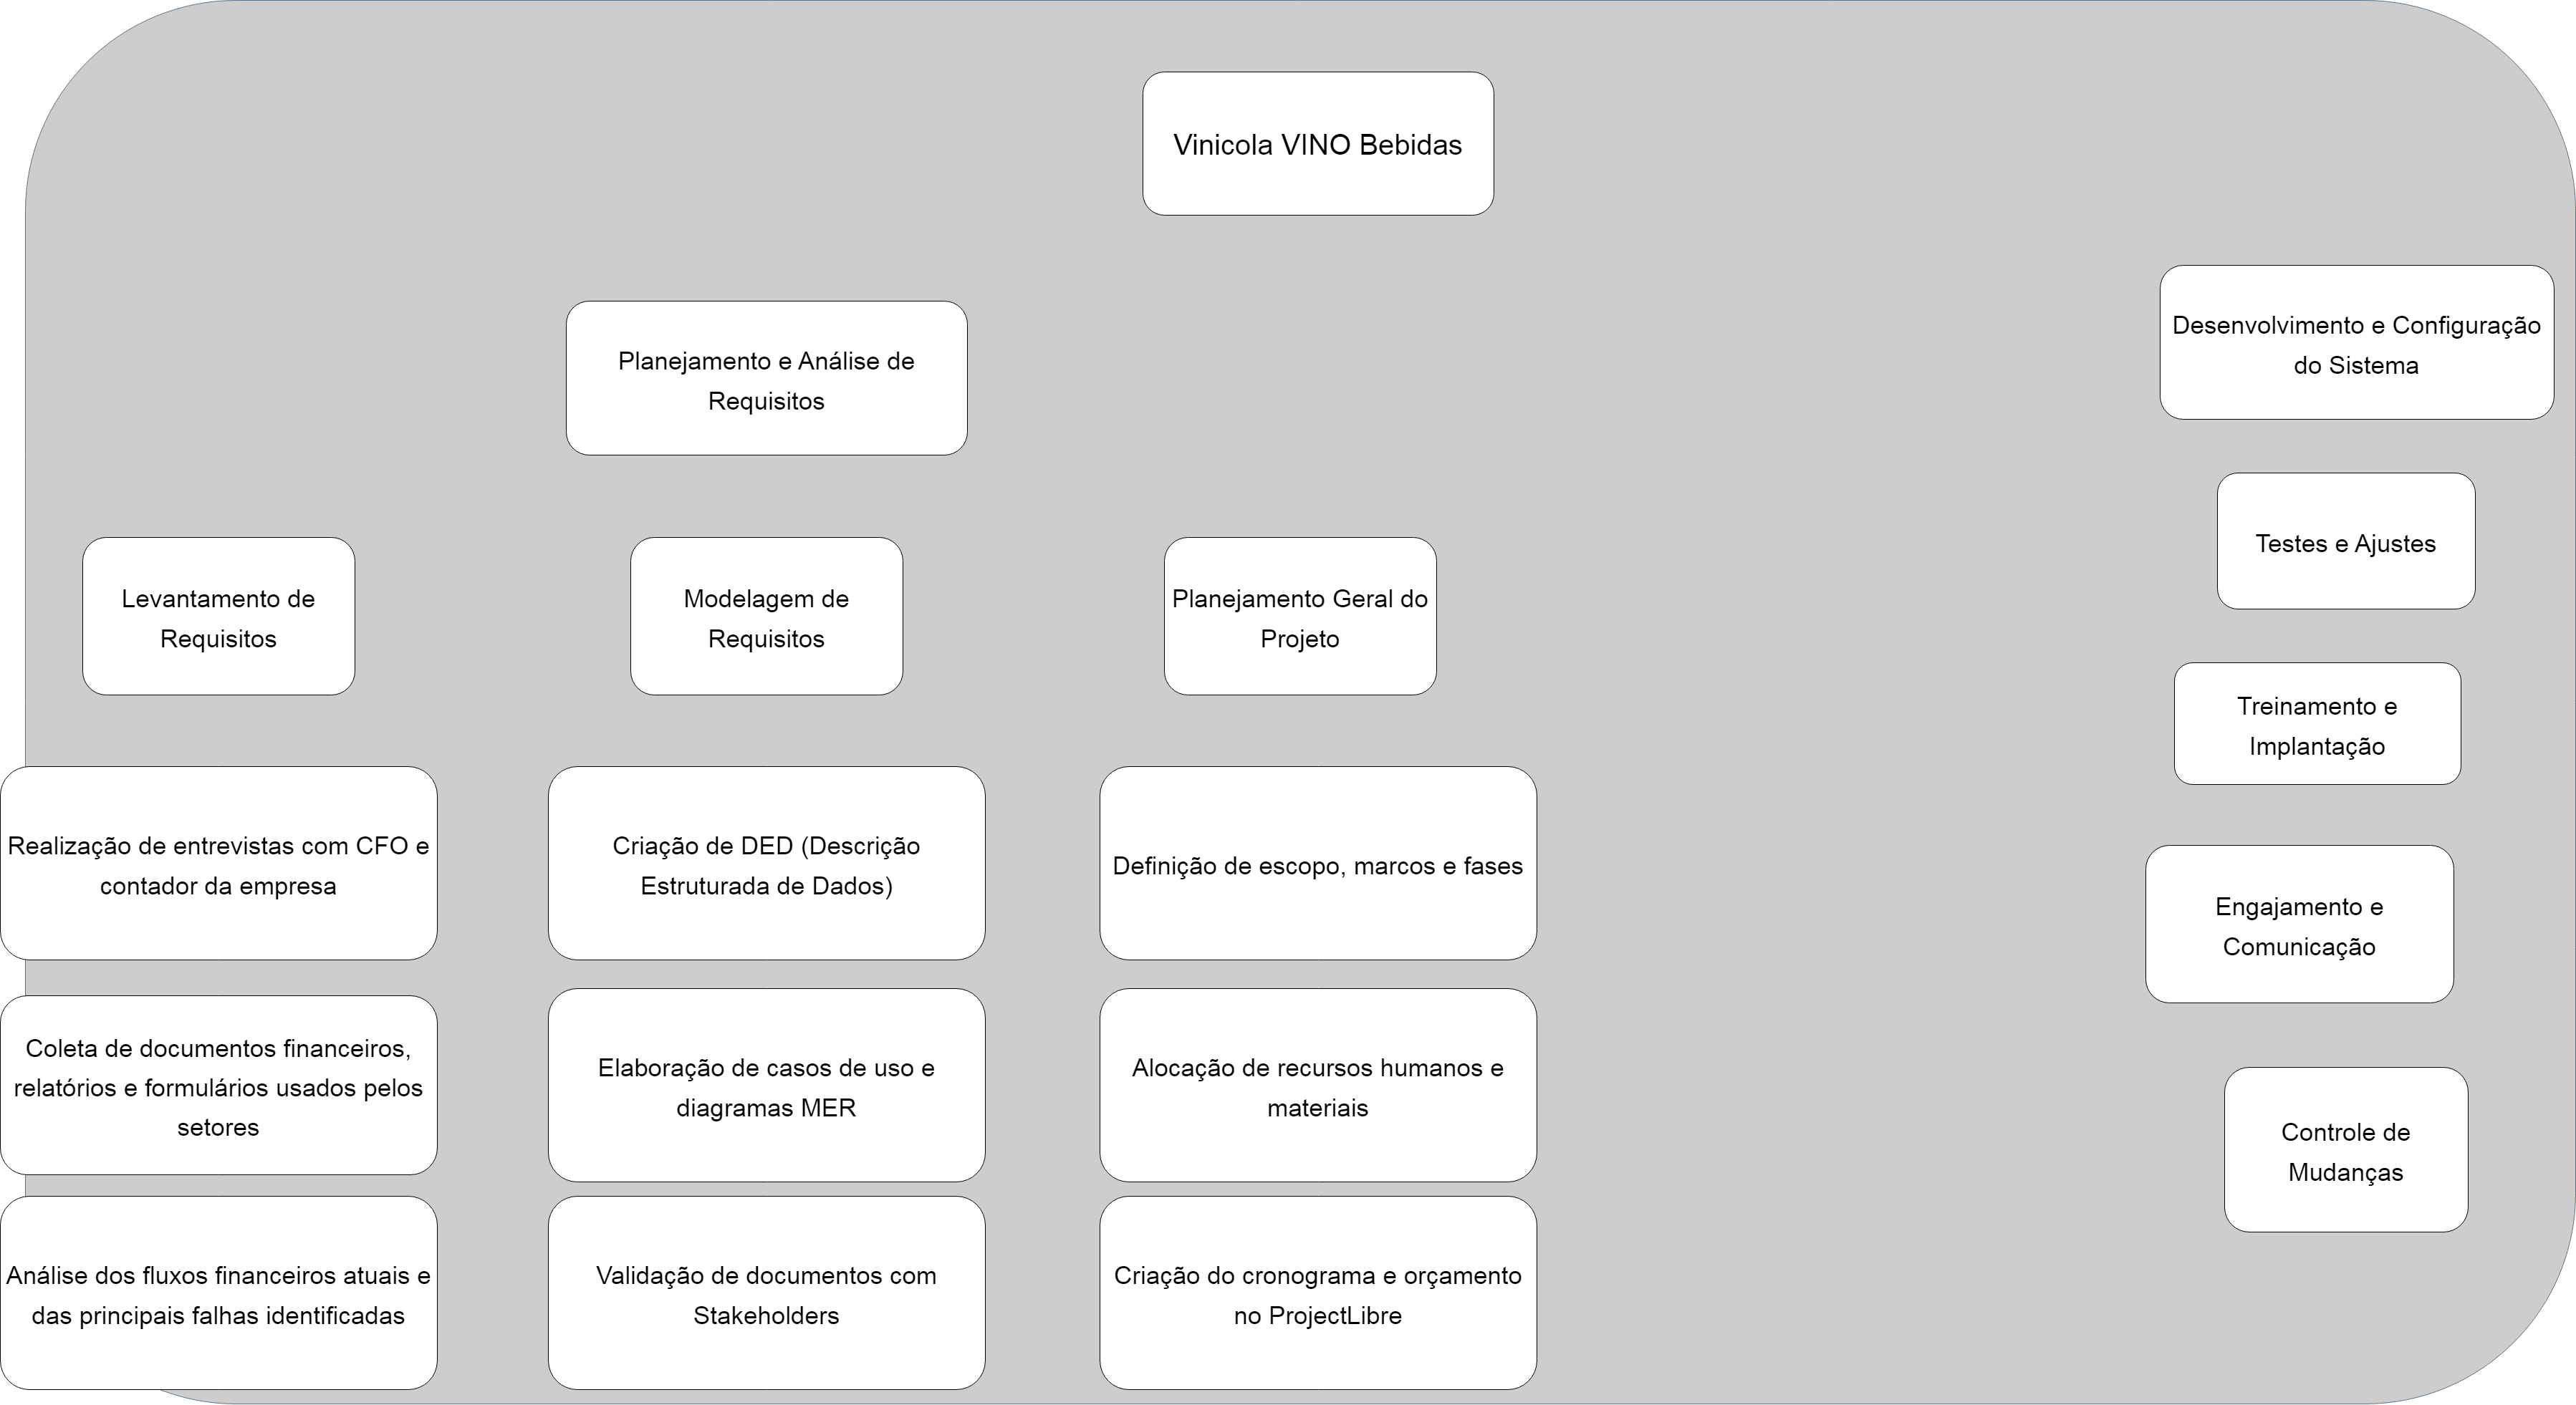 Vinicola VINO Bebidas
Planejamento e Análise de
Requisitos
Levantamento de
Requisitos
Realização de entrevistas com CFO e
contador da empresa
Coleta de documentos financeiros,
relatórios e formulários usados pelos
setores
Análise dos fluxos financeiros atuais e
das principais falhas identificadas
Modelagem de
Requisitos
Criação de DED (Descrição
Estruturada de Dados)
Elaboração de casos de uso e
diagramas MER
Validação de documentos com
Stakeholders
Planejamento Geral do
Projeto
Definição de escopo, marcos e fases
Alocação de recursos humanos e
materiais
Criação do cronograma e orçamento
no ProjectLibre
Desenvolvimento e Configuração
do Sistema
Testes e Ajustes
Treinamento e
Implantação
Engajamento e
Comunicação
Controle de
Mudanças